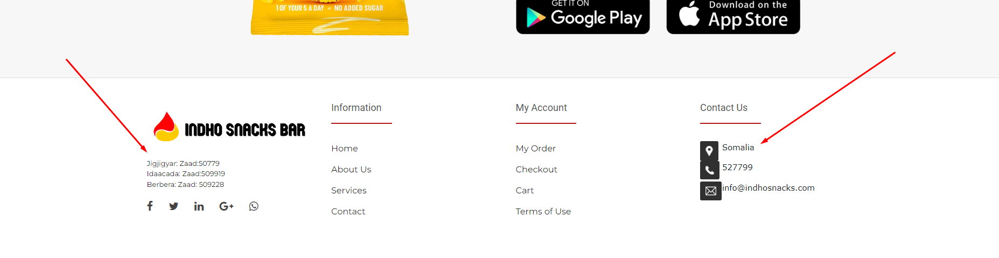 1 OF YOUR 5 A DAY • NO ADDED SUGAR
GET IT ON
Google Play
Download on the
App Store
INDHO SNACKS BAR
Jigjigyar: Zaad:50779
Idaacada: Zaad:509919
Berbera: Zaad: 509228
Information
Home
About Us
Services
Contact
My Account
My Order
Checkout
Cart
Terms of Use
Contact Us
Somalia
527799
info@indhosnacks.com